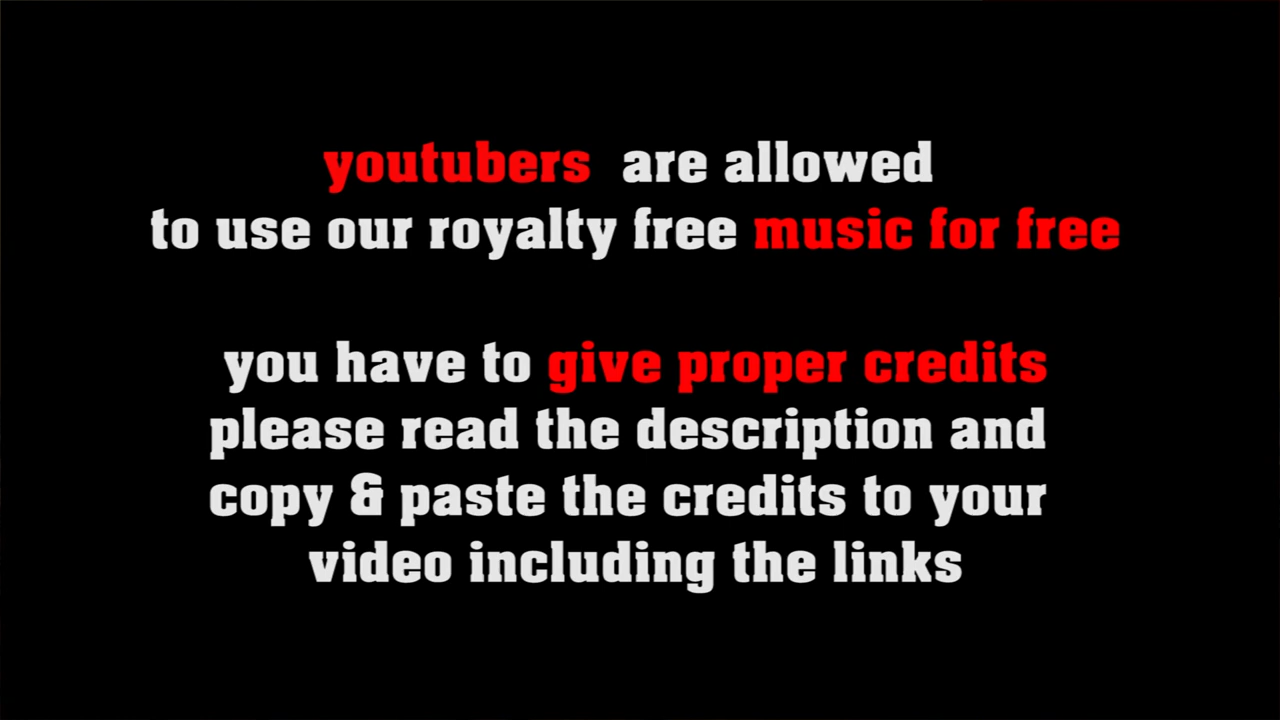 youtubers are allowed
to use our royalty free music for free
you have to give proper credits
please read the description and
copy & paste the credits to your
video including the links